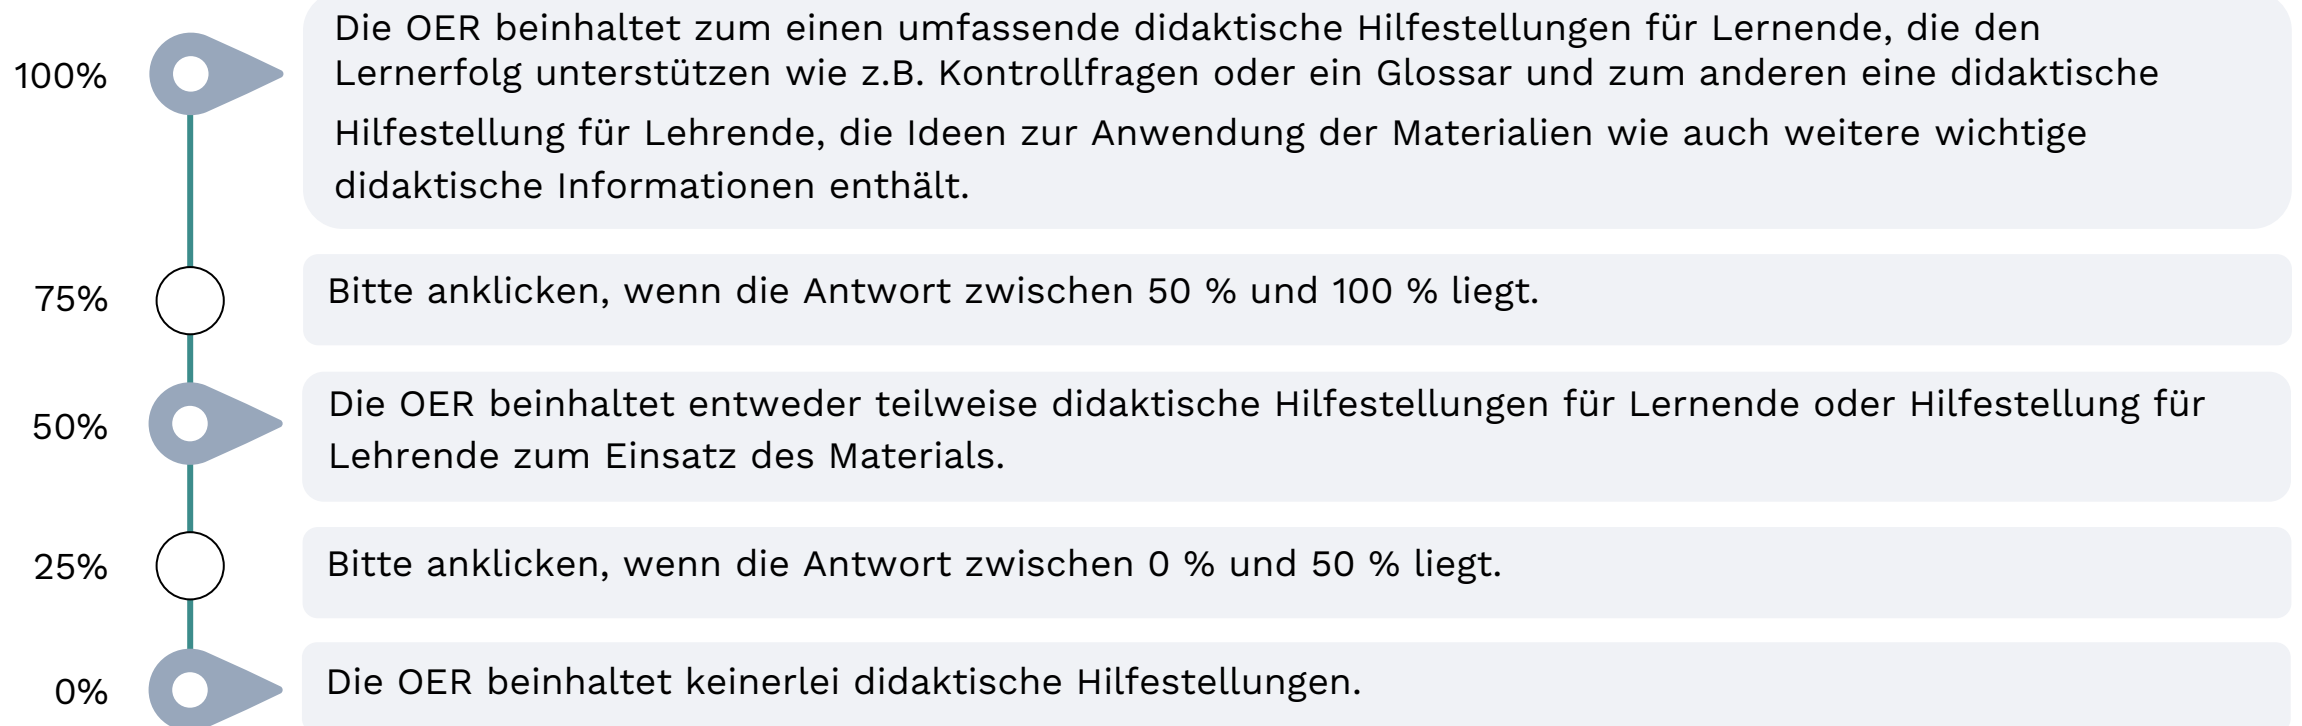 100%
Die OER beinhaltet zum einen umfassende didaktische Hilfestellungen für Lernende, die den
Lernerfolg unterstützen wie z.B. Kontrollfragen oder ein Glossar und zum anderen eine didaktische
Hilfestellung für Lehrende, die Ideen zur Anwendung der Materialien wie auch weitere wichtige
didaktische Informationen enthält.
75%
Bitte anklicken, wenn die Antwort zwischen 50 % und 100 % liegt.
50%
Die OER beinhaltet entweder teilweise didaktische Hilfestellungen für Lernende oder Hilfestellung für
Lehrende zum Einsatz des Materials.
25%
Bitte anklicken, wenn die Antwort zwischen 0 % und 50 % liegt.
0%
Die OER beinhaltet keinerlei didaktische Hilfestellungen.